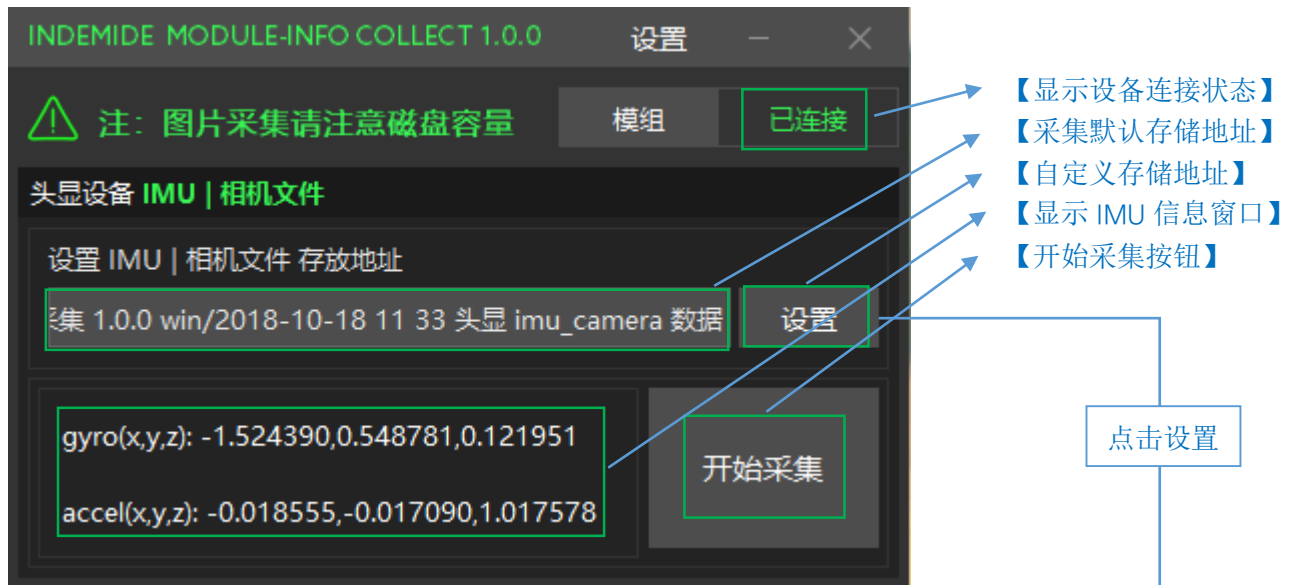 INDEMIDE MODULE-INFO COLLECT 1.0.0 设置
注：图片采集请注意磁盘容量 模组 已连接
【显示设备连接状态】
【采集默认存储地址】
【自定义存储地址】
【显示 IMU 信息窗口】
【开始采集按钮】
头显设备 IMU | 相机文件
设置 IMU | 相机文件 存放地址
集 1.0.0 win/2018-10-18 11 33 头显 imu_camera 数据 设置
点击设置
gyro(x,y,z): -1.524390,0.548781,0.121951
开始采集
accel(x,y,z): -0.018555,-0.017090,1.017578